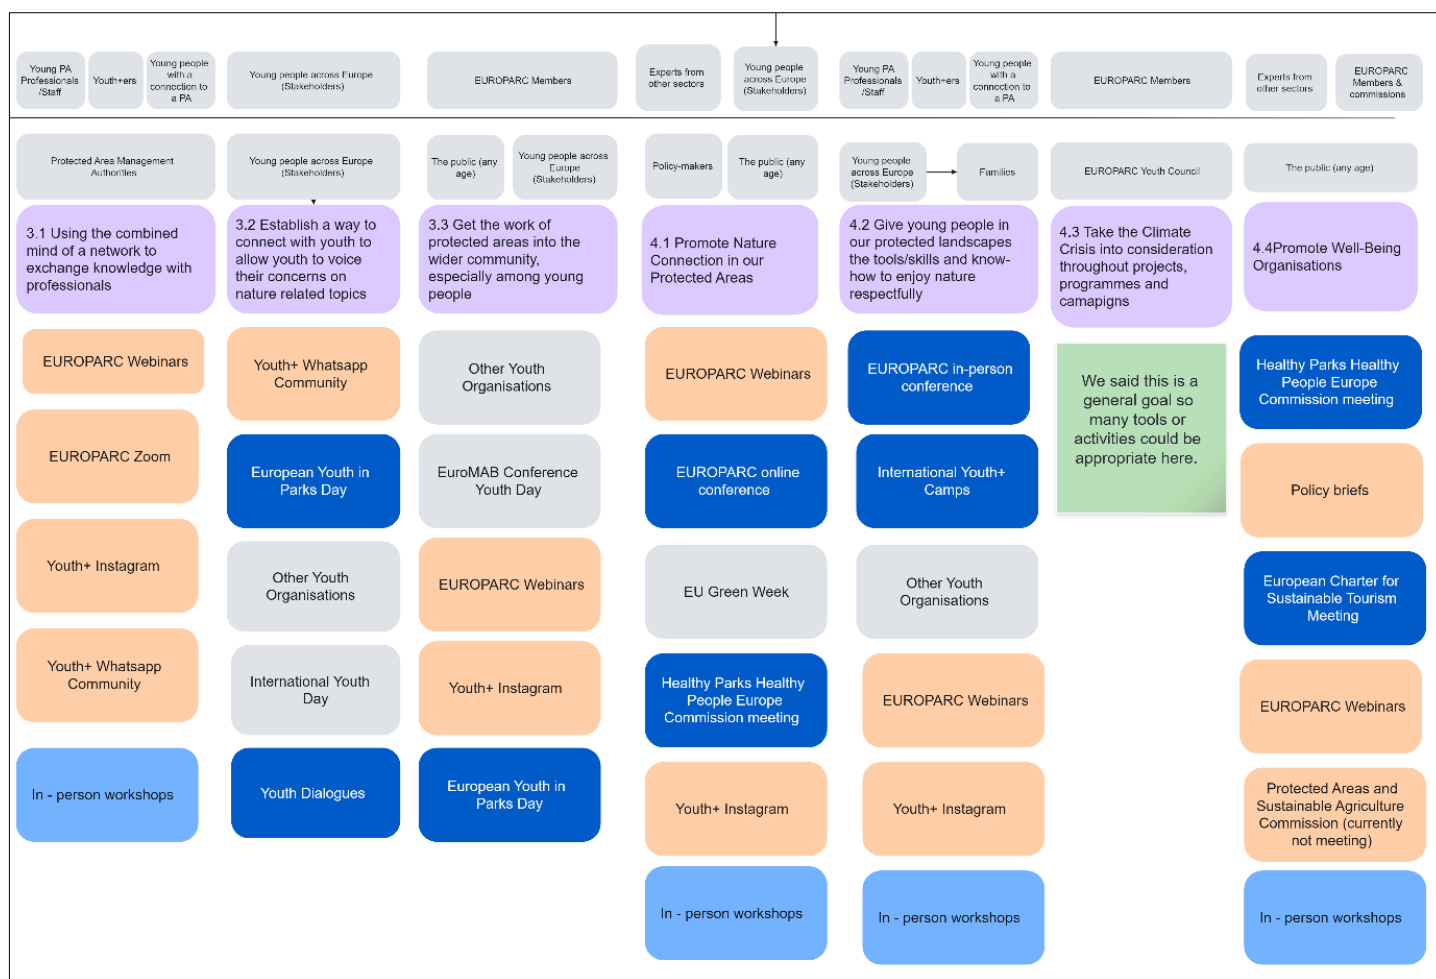 Young PA
Professionals
/Staff
Youth+ers
Young people
with a
connection to
a PA
Young people across Europe
(Stakeholders)
EUROPARC Members
Experts from
other sectors
Young people
across Europe
(Stakeholders)
Young PA
Professionals
/Staff
Youth+ers
Young people
with a
connection to
a PA
EUROPARC Members
Experts from
other sectors
EUROPARC
Members &
commissions
Protected Area Management
Authorities
Young people across Europe
(Stakeholders)
The public (any
age)
Young people across
Europe
(Stakeholders)
Policy-makers
The public (any
age)
Young people
across Europe
(Stakeholders)
Families
EUROPARC Youth Council
The public (any age)
3.1 Using the combined
mind of a network to
exchange knowledge with
professionals
3.2 Establish a way to
connect with youth to
allow youth to voice
their concerns on
nature related topics
3.3 Get the work of
protected areas into the
wider community,
especially among young
people
4.1 Promote Nature
Connection in our
Protected Areas
4.2 Give young people in
our protected landscapes
the tools/skills and know-
how to enjoy nature
respectfully
4.3 Take the Climate
Crisis into consideration
throughout projects,
programmes and
camapigns
4.4Promote Well-Being
Organisations
EUROPARC Webinars
EUROPARC Zoom
Youth+ Instagram
Youth+ Whatsapp
Community
In - person workshops
Youth+ Whatsapp
Community
European Youth in
Parks Day
Other Youth
Organisations
International Youth
Day
Youth Dialogues
Other Youth
Organisations
EuroMAB Conference
Youth Day
EUROPARC Webinars
Youth+ Instagram
European Youth in
Parks Day
EUROPARC Webinars
EUROPARC online
conference
EU Green Week
Healthy Parks Healthy
People Europe
Commission meeting
Youth+ Instagram
In - person workshops
EUROPARC in-person
conference
International Youth+
Camps
Other Youth
Organisations
EUROPARC Webinars
Youth+ Instagram
In - person workshops
We said this is a
general goal so
many tools or
activities could be
appropriate here.
Healthy Parks Healthy
People Europe
Commission meeting
Policy briefs
European Charter for
Sustainable Tourism
Meeting
EUROPARC Webinars
Protected Areas and
Sustainable Agriculture
Commission (currently
not meeting)
In - person workshops